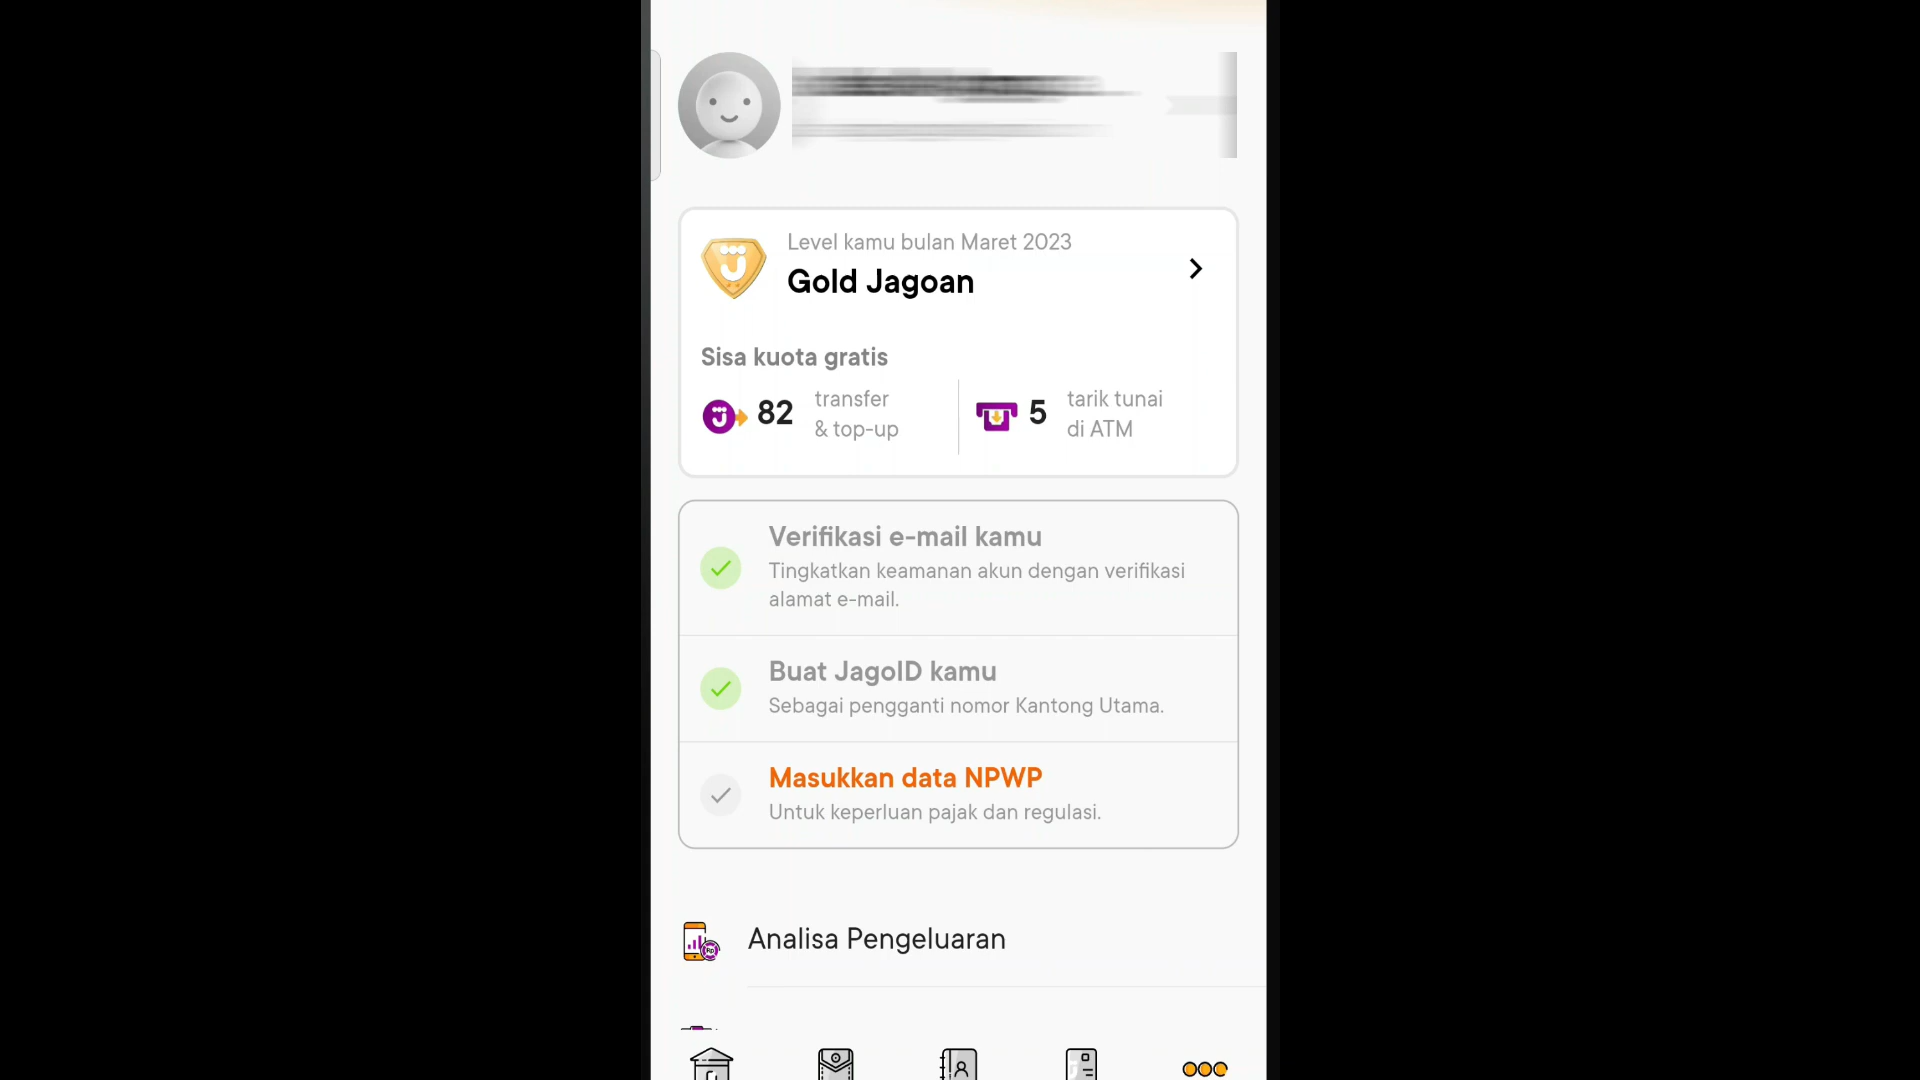 Level kamu bulan Maret 2023
Gold Jagoan
Sisa kuota gratis
82 transfer
& top-up
5 tarik tunai
di ATM
Verifikasi e-mail kamu
Tingkatkan keamanan akun dengan verifikasi
alamat e-mail.
Buat JagoID kamu
Sebagai pengganti nomor Kantong Utama.
Masukkan data NPWP
Untuk keperluan pajak dan regulasi.
Analisa Pengeluaran